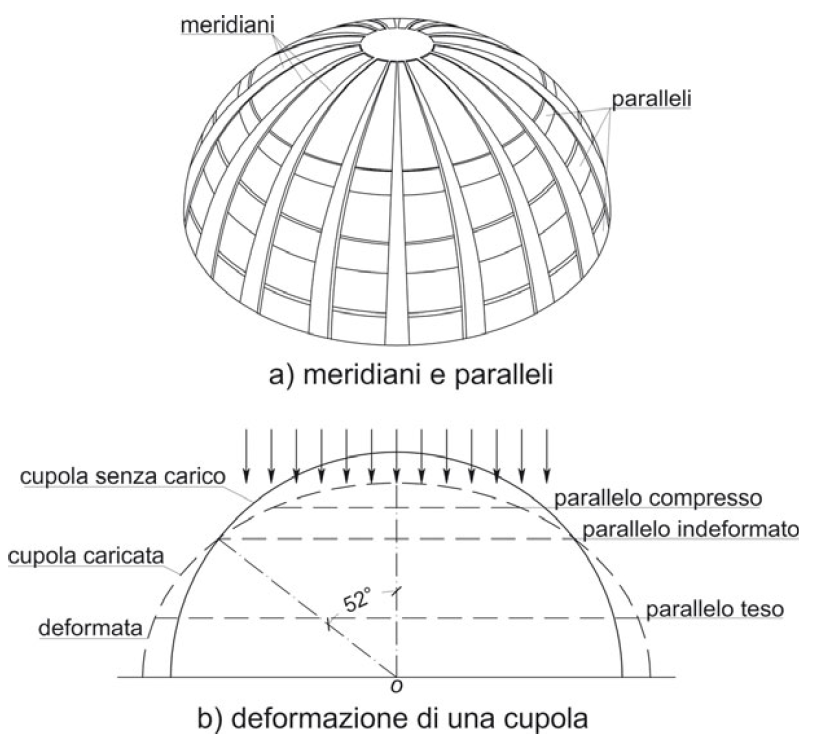 meridiani
paralleli
a) meridiani e paralleli
cupola senza carico
parallelo compresso
parallelo indeformato
cupola caricata
52°
parallelo teso
deformata
o
b) deformazione di una cupola